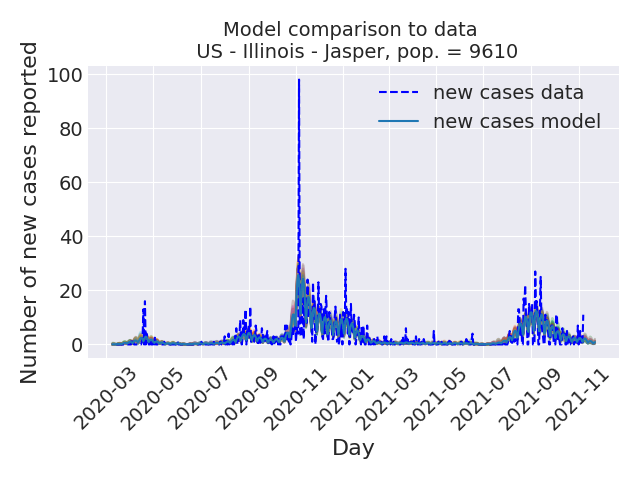 Model comparison to data
US - Illinois - Jasper, pop. = 9610
Number of new cases reported
100
80
60
40
20
0
new cases data
new cases model
2020-03
2020-05
2020-07
2020-09
2020-11
2021-01
2021-03
2021-05
2021-07
2021-09
2021-11
Day